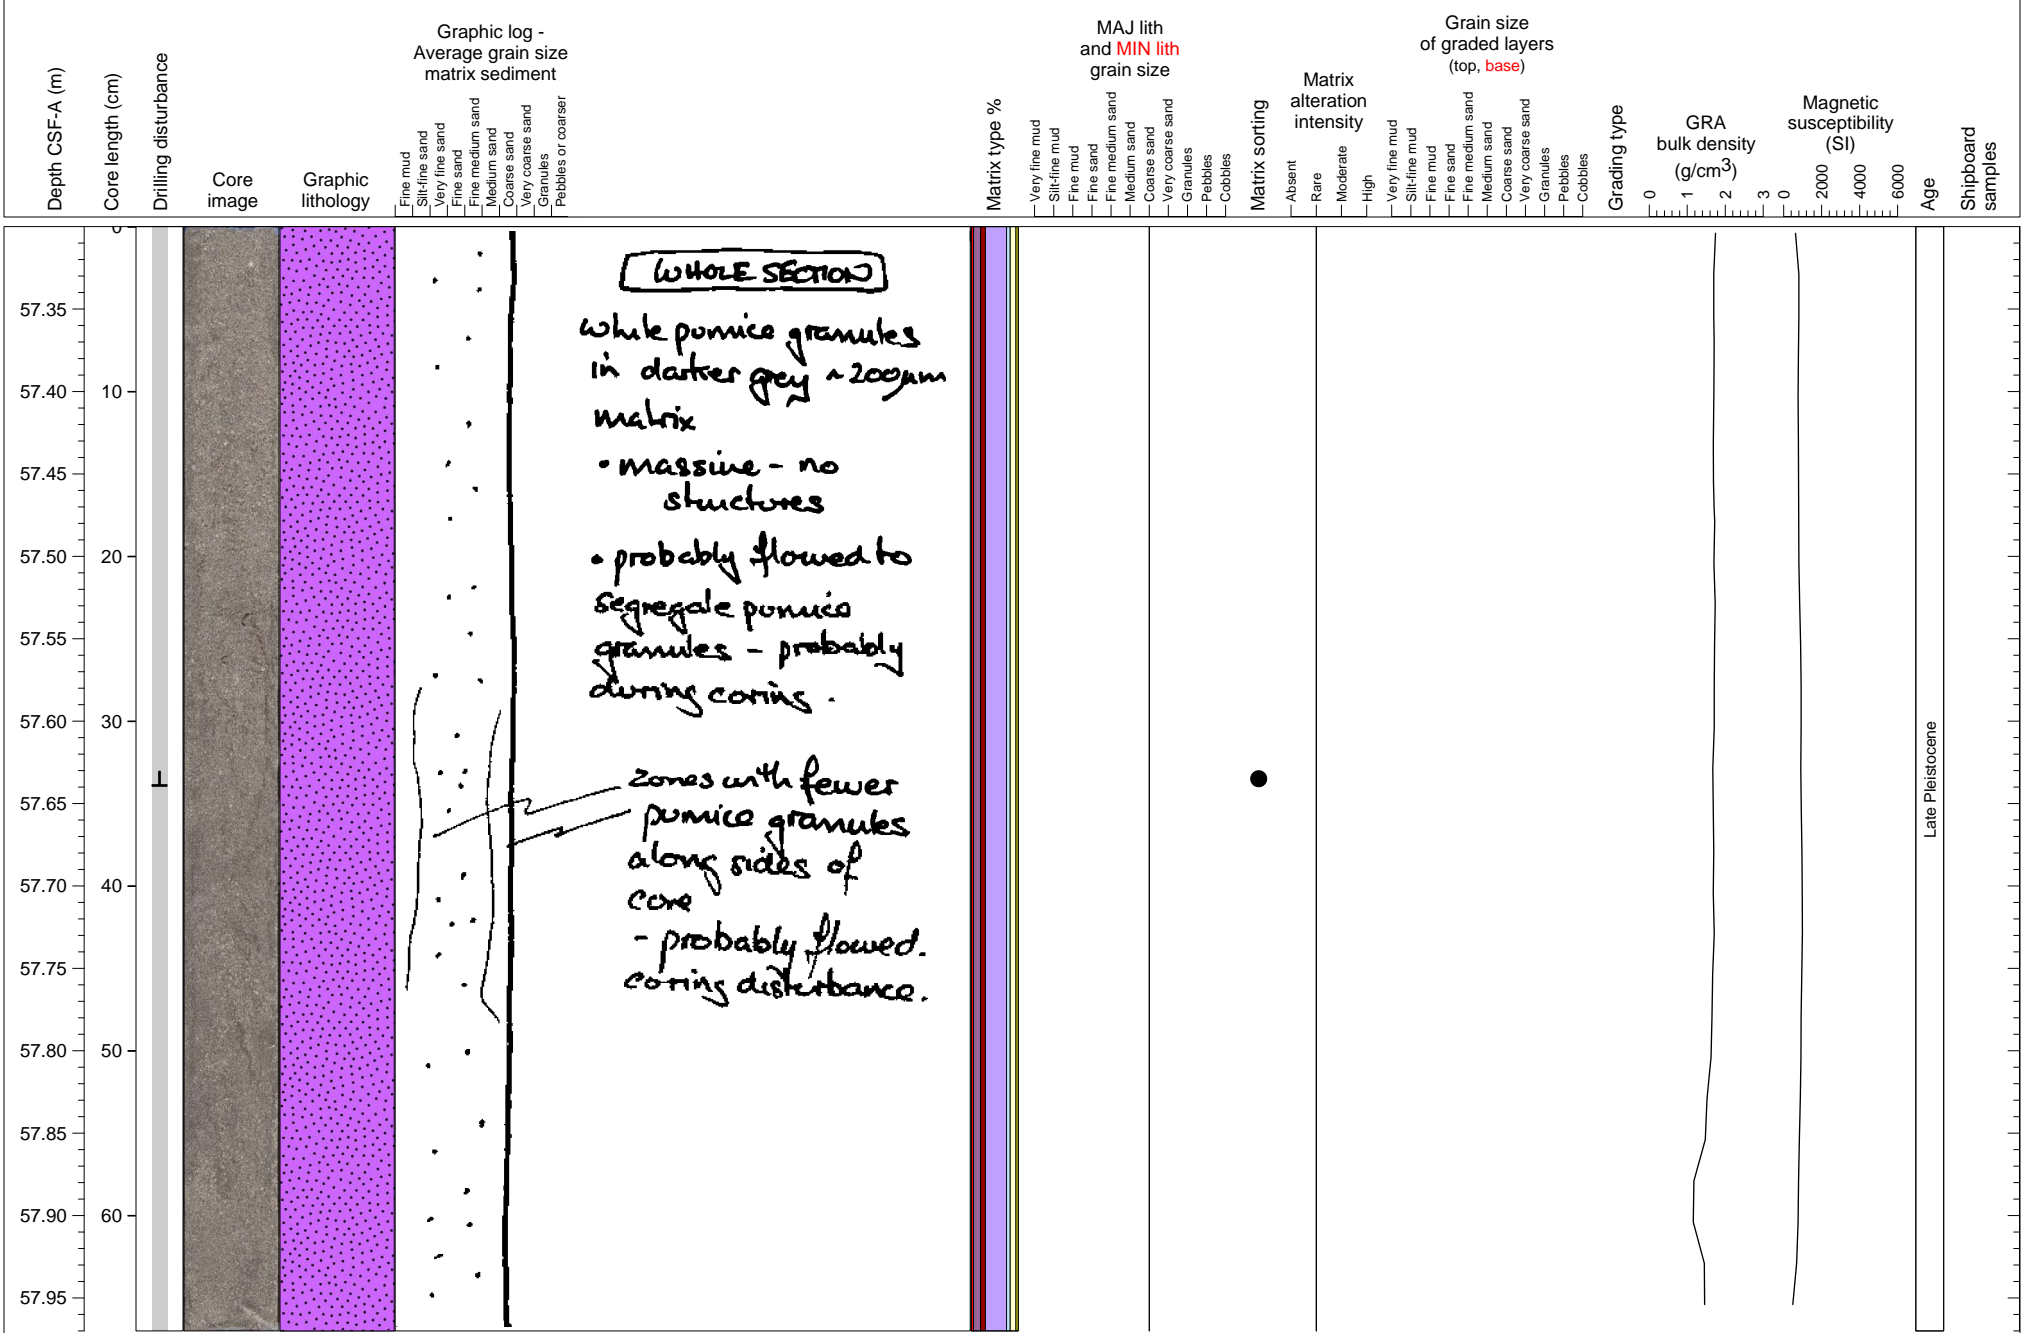 Depth CSF-A (m)
Core length (cm)
Drilling disturbance
Core
image
Graphic
lithology
Graphic log -
Average grain size
matrix sediment
Fine mud
Silt-fine sand
Very fine sand
Fine sand
Fine medium sand
Medium sand
Coarse sand
Very coarse sand
Granules
Pebbles or coarser
Matrix type %
MAJ lith
and MIN lith
grain size
Very fine mud
Silt-fine mud
Fine mud
Fine sand
Fine medium sand
Medium sand
Coarse sand
Very coarse sand
Granules
Pebbles
Cobbles
Matrix sorting
Matrix
alteration
intensity
Absent
Rare
Moderate
High
Grain size
of graded layers
(top, base)
Very fine mud
Silt-fine mud
Fine mud
Fine sand
Fine medium sand
Medium sand
Coarse sand
Very coarse sand
Granules
Pebbles
Cobbles
Grading type
GRA
bulk density
(g/cm3)
0 1 2 3
Magnetic
susceptibility
(SI)
0 2000 4000 6000
Age
Shipboard
samples
0
57.35
57.40 10
57.45
57.50 20
57.55
57.60 30
57.65
57.70 40
57.75
57.80 50
57.85
57.90 60
57.95
WHOLE SECTION
white pumice granules
in darker grey ~200µm
matrix
• massive - no
structures
• probably flowed to
segregate pumice
granules - probably
during coring.
zones with fewer
pumice granules
along sides of
core
- probably flowed.
coring disturbance.
Late Pleistocene